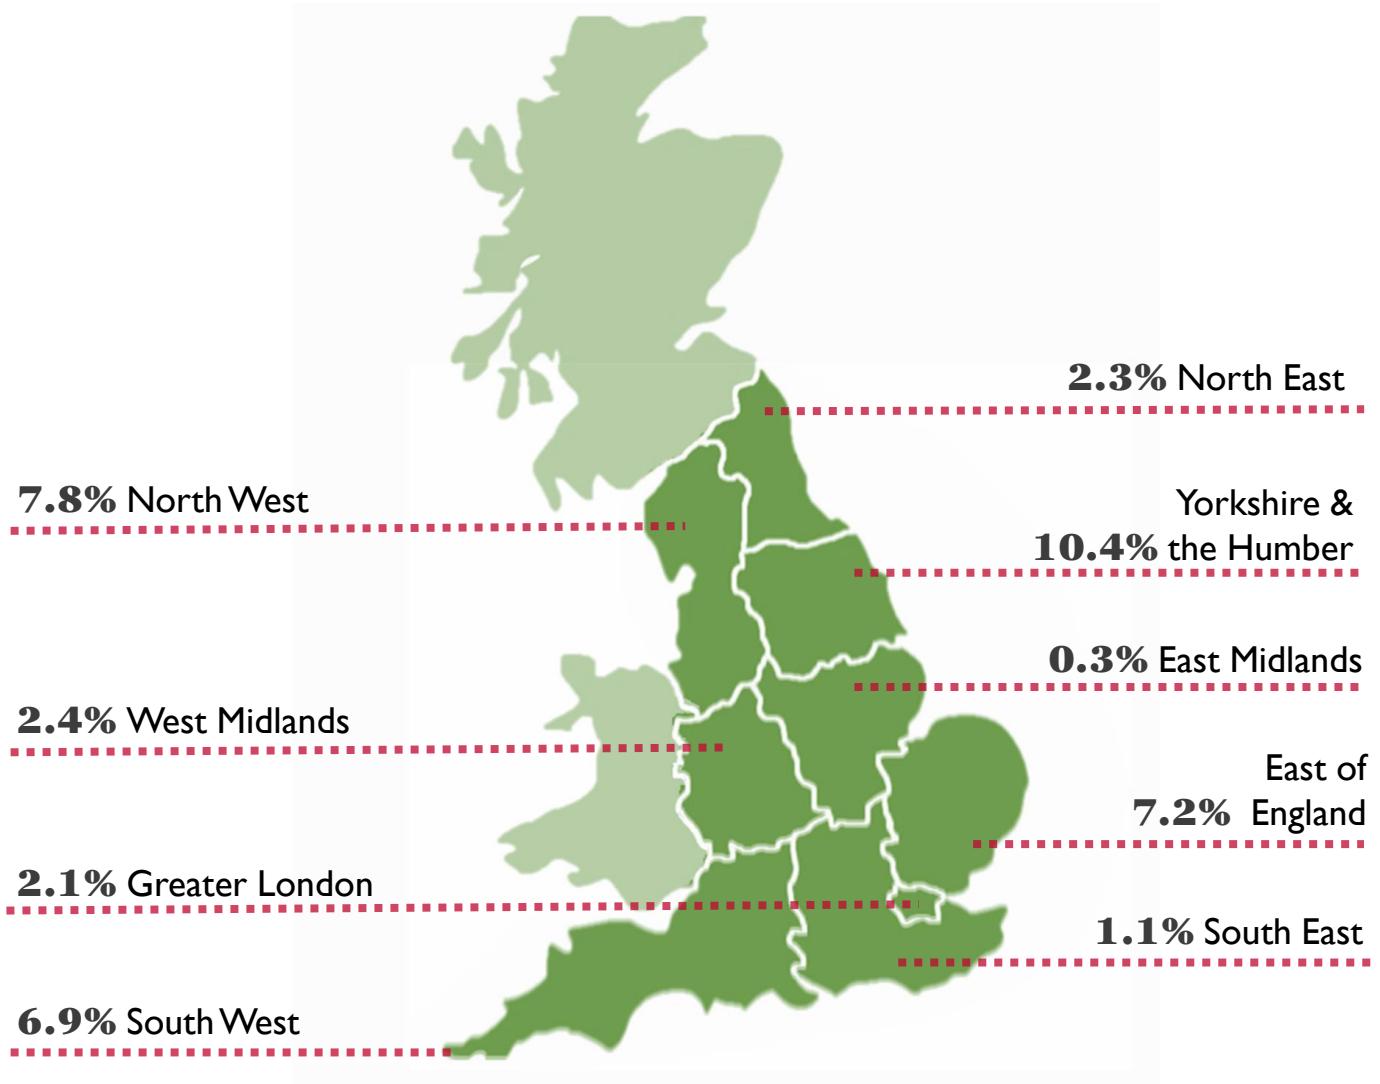 2.3% North East
7.8% North West
Yorkshire &
10.4% the Humber
0.3% East Midlands
2.4% West Midlands
East of
7.2% England
2.1% Greater London
1.1% South East
6.9% South West